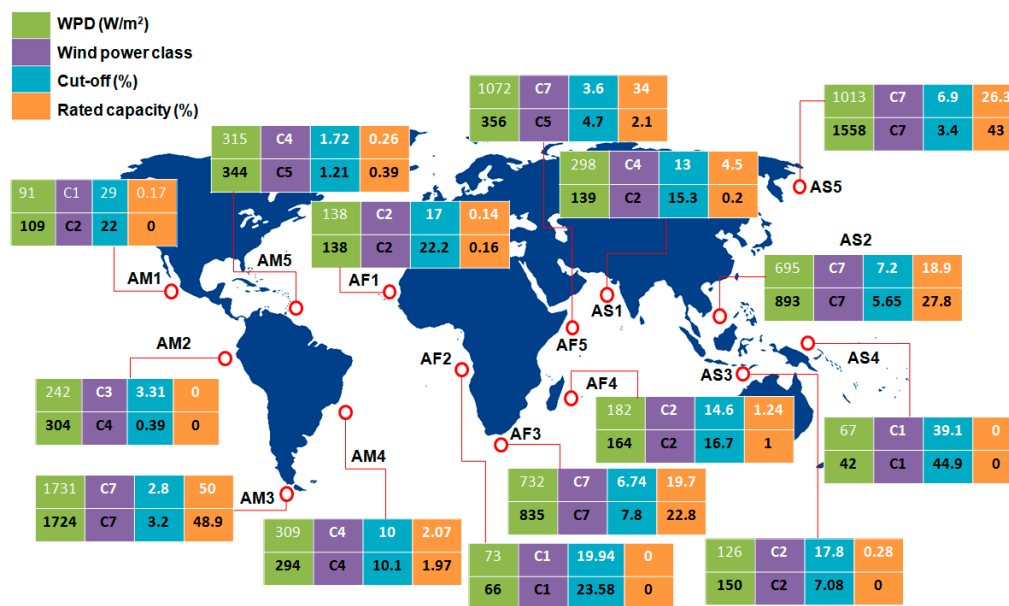 WPD (W/m²)
Wind power class
Cut-off (%)
Rated capacity (%)
1072 C7 3.6 34
356 C5 4.7 2.1
1013 C7 6.9 26.3
1558 C7 3.4 43
315 C4 1.72 0.26
344 C5 1.21 0.39
298 C4 13 4.5
139 C2 15.3 0.2
91 C1 29 0.17
109 C2 22 0
138 C2 17 0.14
138 C2 22.2 0.16
AS5
AS2
695 C7 7.2 18.9
893 C7 5.65 27.8
AM1
AM5
AF1
AS1
AF5
AM2
AF2
AF4
AS3
AS4
242 C3 3.31 0
304 C4 0.39 0
182 C2 14.6 1.24
164 C2 16.7 1
67 C1 39.1 0
42 C1 44.9 0
AF3
AM4
AM3
1731 C7 2.8 50
1724 C7 3.2 48.9
732 C7 6.74 19.7
835 C7 7.8 22.8
309 C4 10 2.07
294 C4 10.1 1.97
73 C1 19.94 0
66 C1 23.58 0
126 C2 17.8 0.28
150 C2 7.08 0